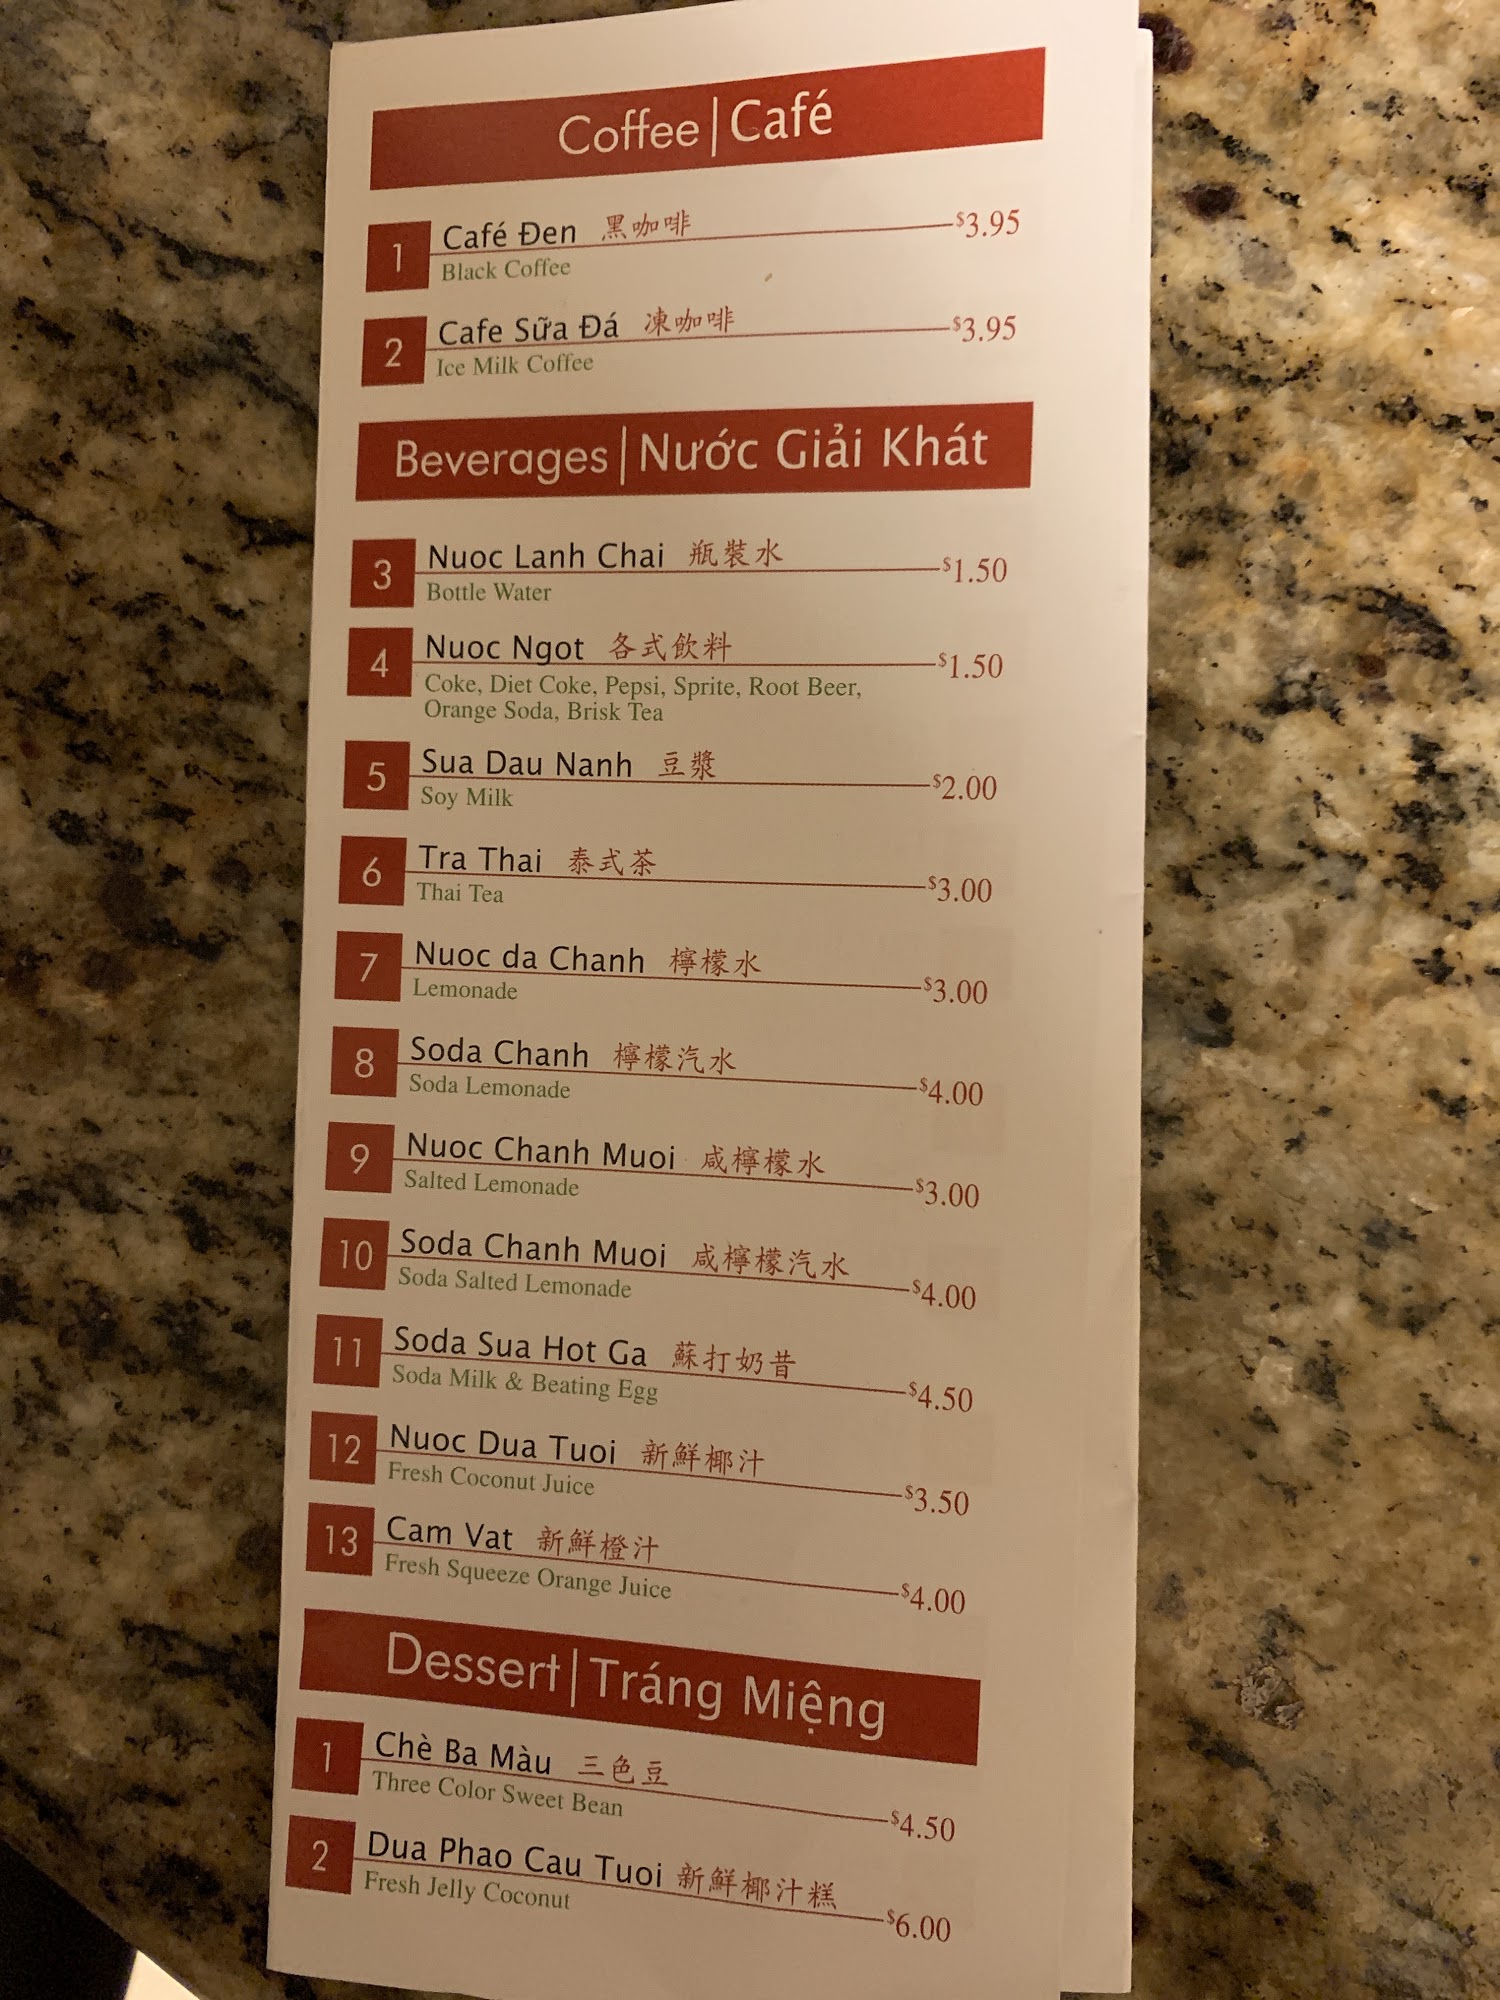 Coffee|Café
1 Café Đen 黑咖啡 $3.95
Black Coffee
2 Cafe Sữa Đá 凍咖啡 $3.95
Ice Milk Coffee
Beverages|Nước Giải Khát
3 Nuoc Lanh Chai 瓶裝水 $1.50
Bottle Water
4 Nuoc Ngot 各式飲料 $1.50
Coke, Diet Coke, Pepsi, Sprite, Root Beer,
Orange Soda, Brisk Tea
5 Sua Dau Nanh 豆漿 $2.00
Soy Milk
6 Tra Thai 泰式茶 $3.00
Thai Tea
7 Nuoc da Chanh 檸檬水 $3.00
Lemonade
8 Soda Chanh 檸檬汽水 $4.00
Soda Lemonade
9 Nuoc Chanh Muoi 咸檸檬水 $3.00
Salted Lemonade
10 Soda Chanh Muoi 咸檸檬汽水 $4.00
Soda Salted Lemonade
11 Soda Sua Hot Ga 蘇打奶昔 $4.50
Soda Milk & Beating Egg
12 Nuoc Dua Tuoi 新鮮椰汁 $3.50
Fresh Coconut Juice
13 Cam Vat 新鮮橙汁 $4.00
Fresh Squeeze Orange Juice
Dessert|Tráng Miệng
1 Chè Ba Màu 三色豆 $4.50
Three Color Sweet Bean
2 Dua Phao Cau Tuoi 新鮮椰汁糕 $6.00
Fresh Jelly Coconut